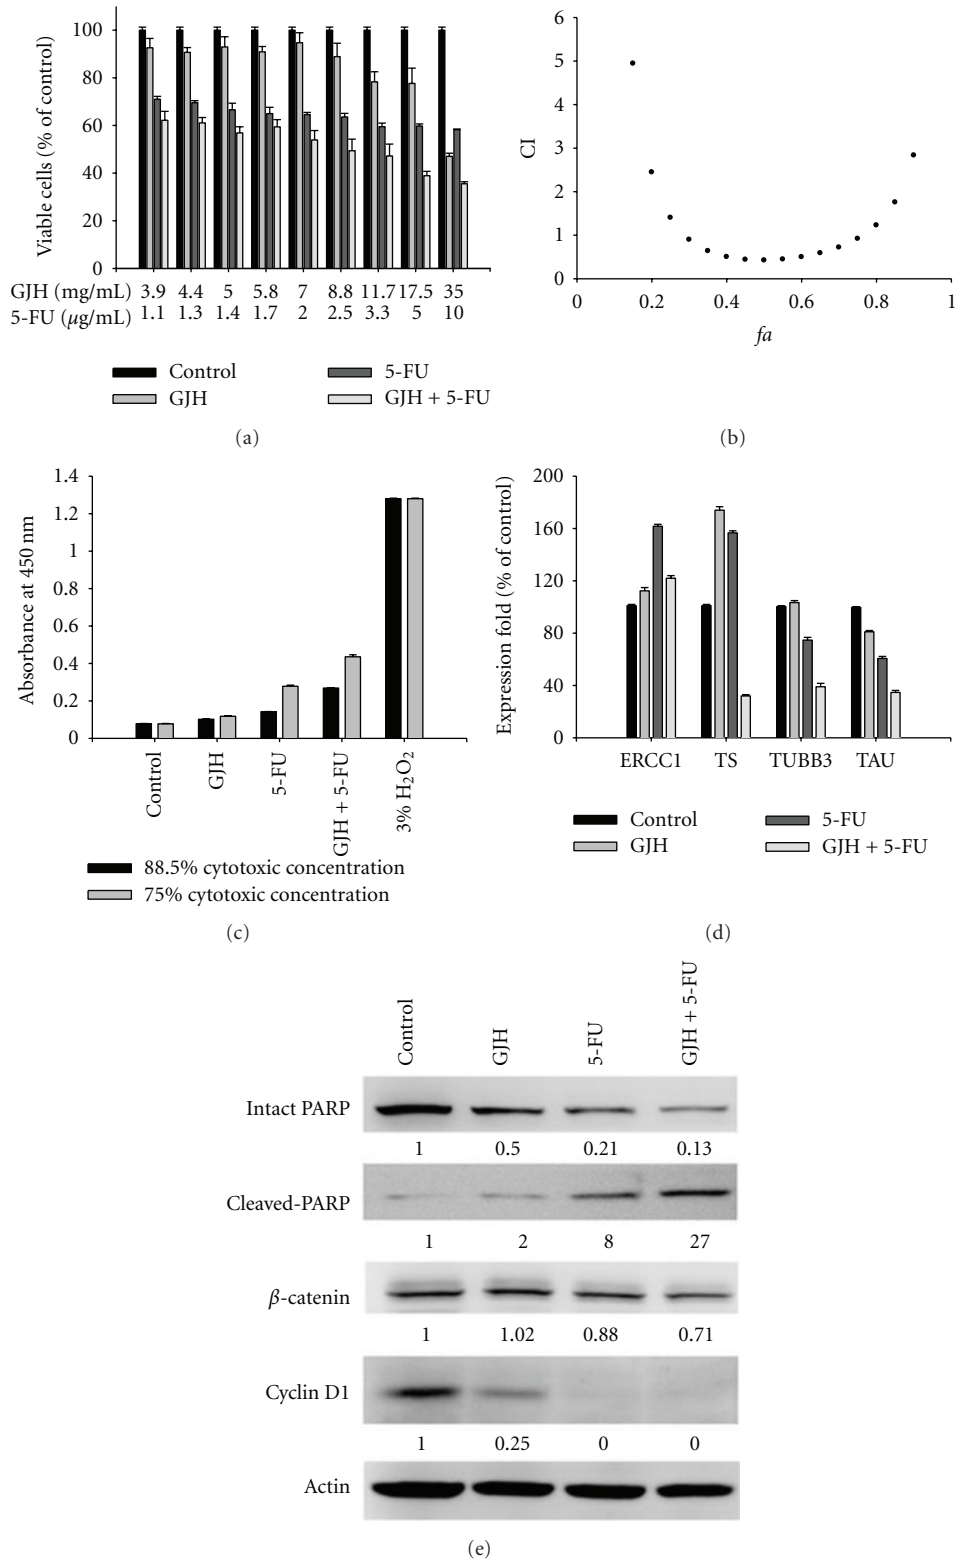 Viable cells (% of control)
100
80
60
40
20
0
GJH (mg/mL) 3.9 4.4 5 5.8 7 8.8 11.7 17.5 35
5-FU (μg/mL) 1.1 1.3 1.4 1.7 2 2.5 3.3 5 10
Control
5-FU
GJH
GJH + 5-FU
(a)
CI
6
5
4
3
2
1
0
0 0.2 0.4 0.6 0.8 1
fa
(b)
Absorbance at 450 nm
1.4
1.2
1
0.8
0.6
0.4
0.2
0
Control
GJH
5-FU
GJH + 5-FU
3% H₂O₂
88.5% cytotoxic concentration
75% cytotoxic concentration
(c)
Expression fold (% of control)
200
160
120
80
40
0
ERCC1 TS TUBB3 TAU
Control
5-FU
GJH
GJH + 5-FU
(d)
Control
GJH
5-FU
GJH + 5-FU
Intact PARP
1 0.5 0.21 0.13
Cleaved-PARP
1 2 8 27
β-catenin
1 1.02 0.88 0.71
Cyclin D1
1 0.25 0 0
Actin
(e)